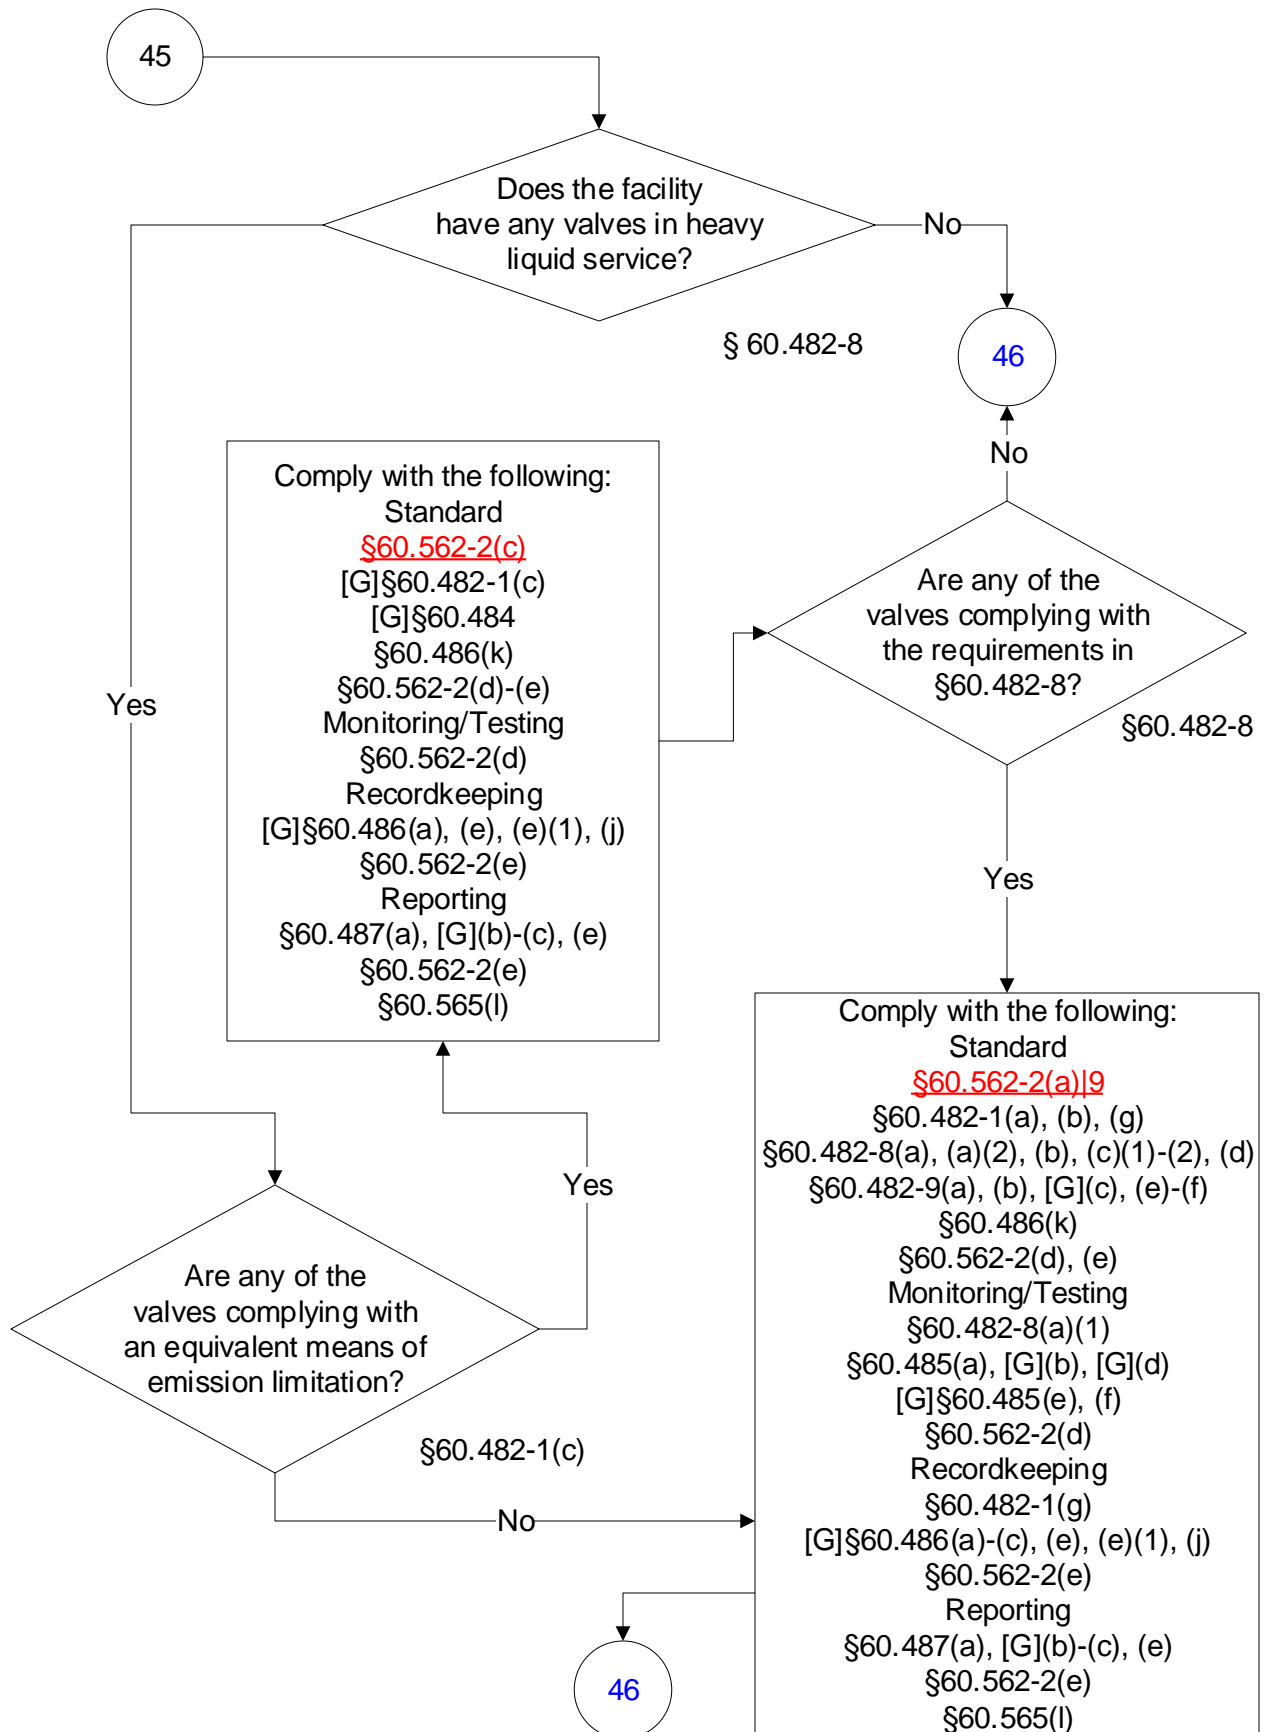 45
Does the facility
have any valves in heavy
liquid service?
No
§ 60.482-8
46
Yes
Comply with the following:
Standard
§60.562-2(c)
[G]§60.482-1(c)
[G]§60.484
§60.486(k)
§60.562-2(d)-(e)
Monitoring/Testing
§60.562-2(d)
Recordkeeping
[G]§60.486(a), (e), (e)(1), (j)
§60.562-2(e)
Reporting
§60.487(a), [G](b)-(c), (e)
§60.562-2(e)
§60.565(l)
No
Are any of the
valves complying with
the requirements in
§60.482-8?
§60.482-8
Yes
Yes
Are any of the
valves complying with
an equivalent means of
emission limitation?
§60.482-1(c)
No
Comply with the following:
Standard
§60.562-2(a)|9
§60.482-1(a), (b), (g)
§60.482-8(a), (a)(2), (b), (c)(1)-(2), (d)
§60.482-9(a), (b), [G](c), (e)-(f)
§60.486(k)
§60.562-2(d), (e)
Monitoring/Testing
§60.482-8(a)(1)
§60.485(a), [G](b), [G](d)
[G]§60.485(e), (f)
§60.562-2(d)
Recordkeeping
§60.482-1(g)
[G]§60.486(a)-(c), (e), (e)(1), (j)
§60.562-2(e)
Reporting
§60.487(a), [G](b)-(c), (e)
§60.562-2(e)
§60.565(l)
46